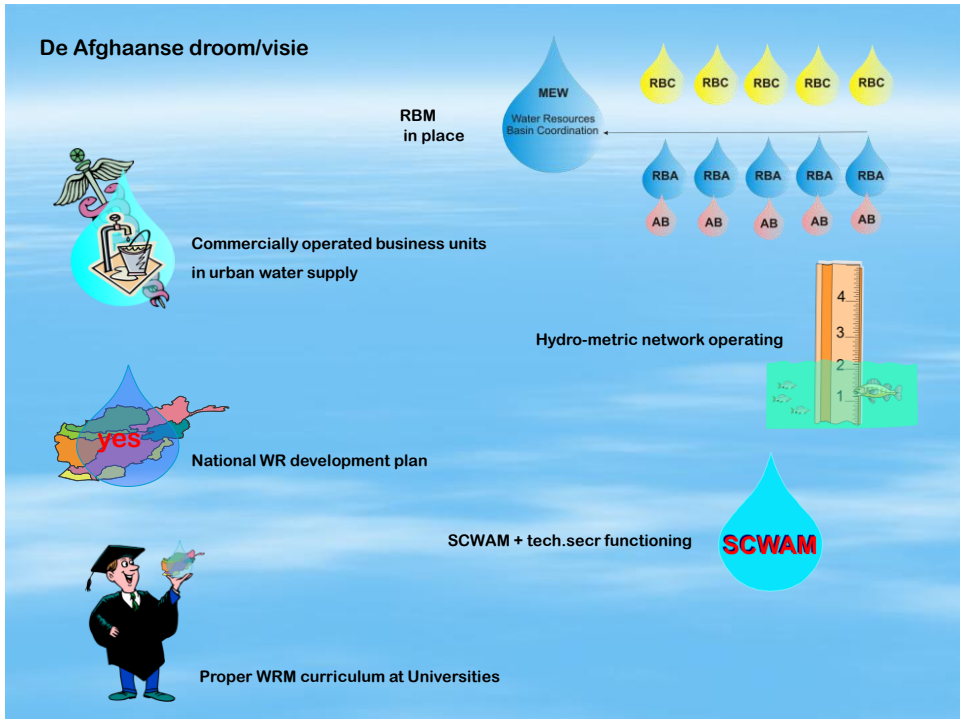 De Afghaanse droom/visie
RBC RBC RBC RBC RBC
MEW
Water Resources
Basin Coordination
RBM
in place
RBA RBA RBA RBA RBA
AB AB AB AB AB
Commercially operated business units
in urban water supply
4
3
2
1
Hydro-metric network operating
yes
National WR development plan
SCWAM + tech.secr functioning
SCWAM
Proper WRM curriculum at Universities